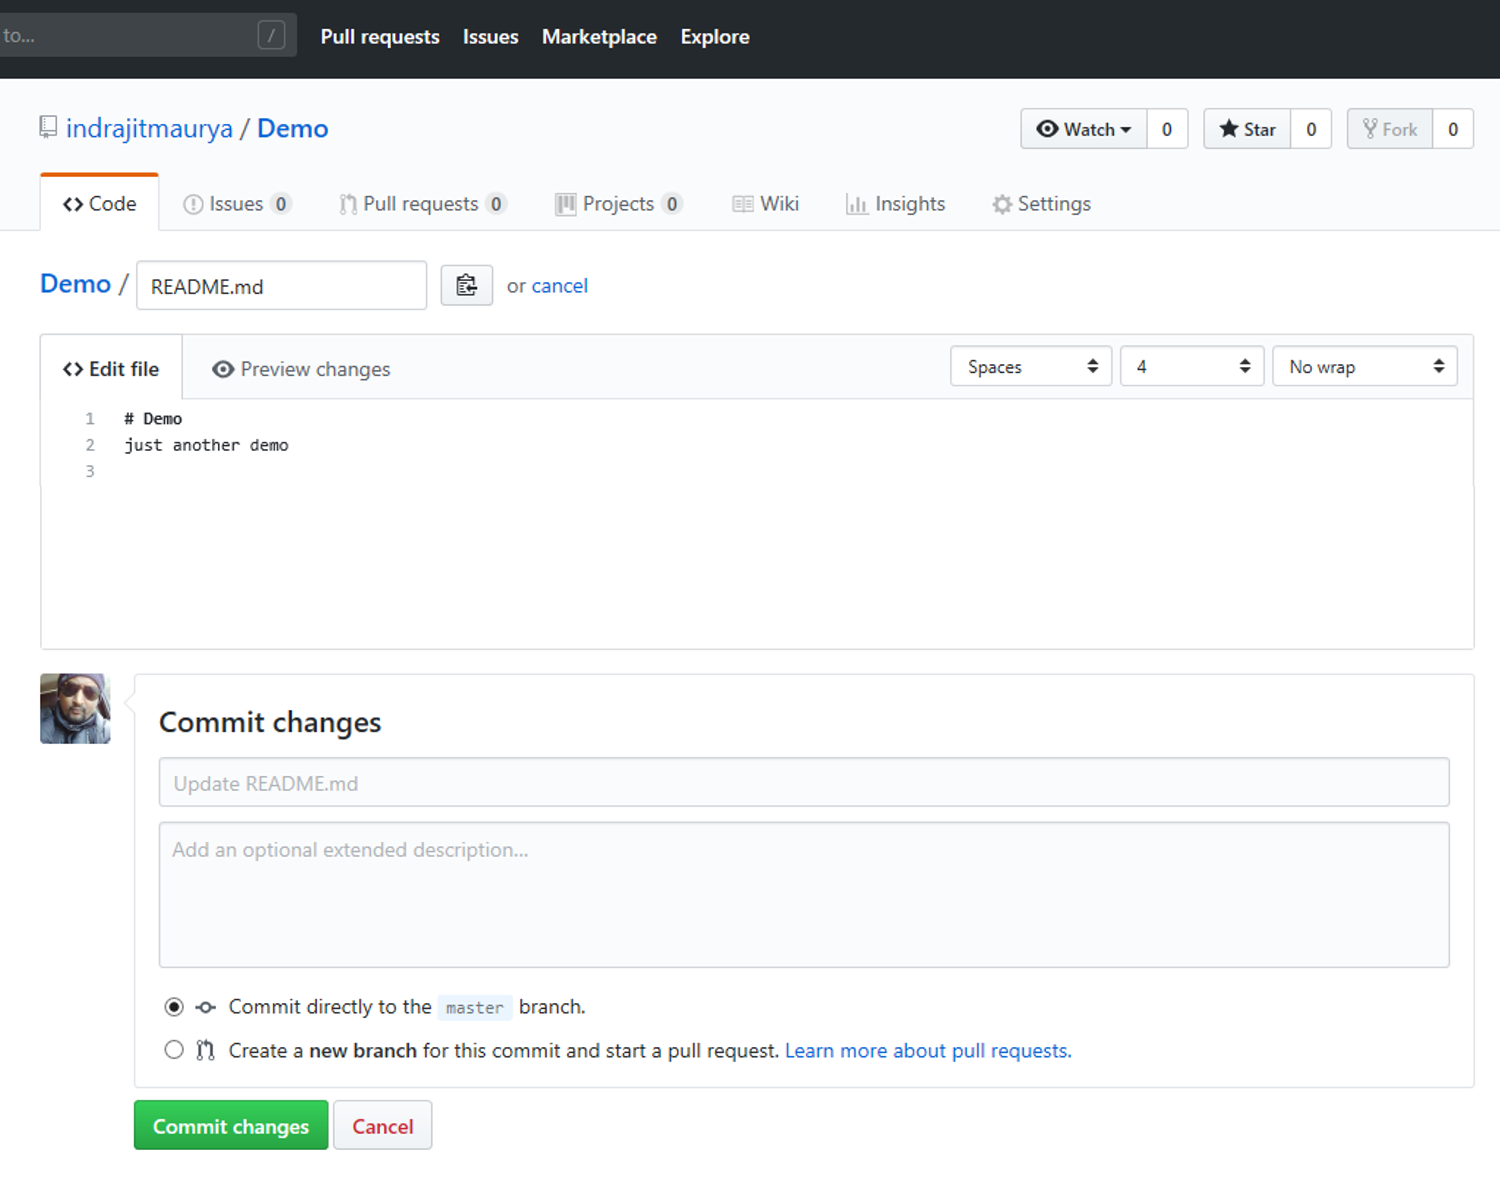 to... /
Pull requests Issues Marketplace Explore
indrajitmaurya / Demo
Watch 0 Star 0 Fork 0
Code Issues 0 Pull requests 0 Projects 0 Wiki Insights Settings
Demo / README.md or cancel
Edit file Preview changes Spaces 4 No wrap
1 # Demo
2 just another demo
3
Commit changes
Update README.md
Add an optional extended description...
Commit directly to the master branch.
Create a new branch for this commit and start a pull request. Learn more about pull requests.
Commit changes Cancel